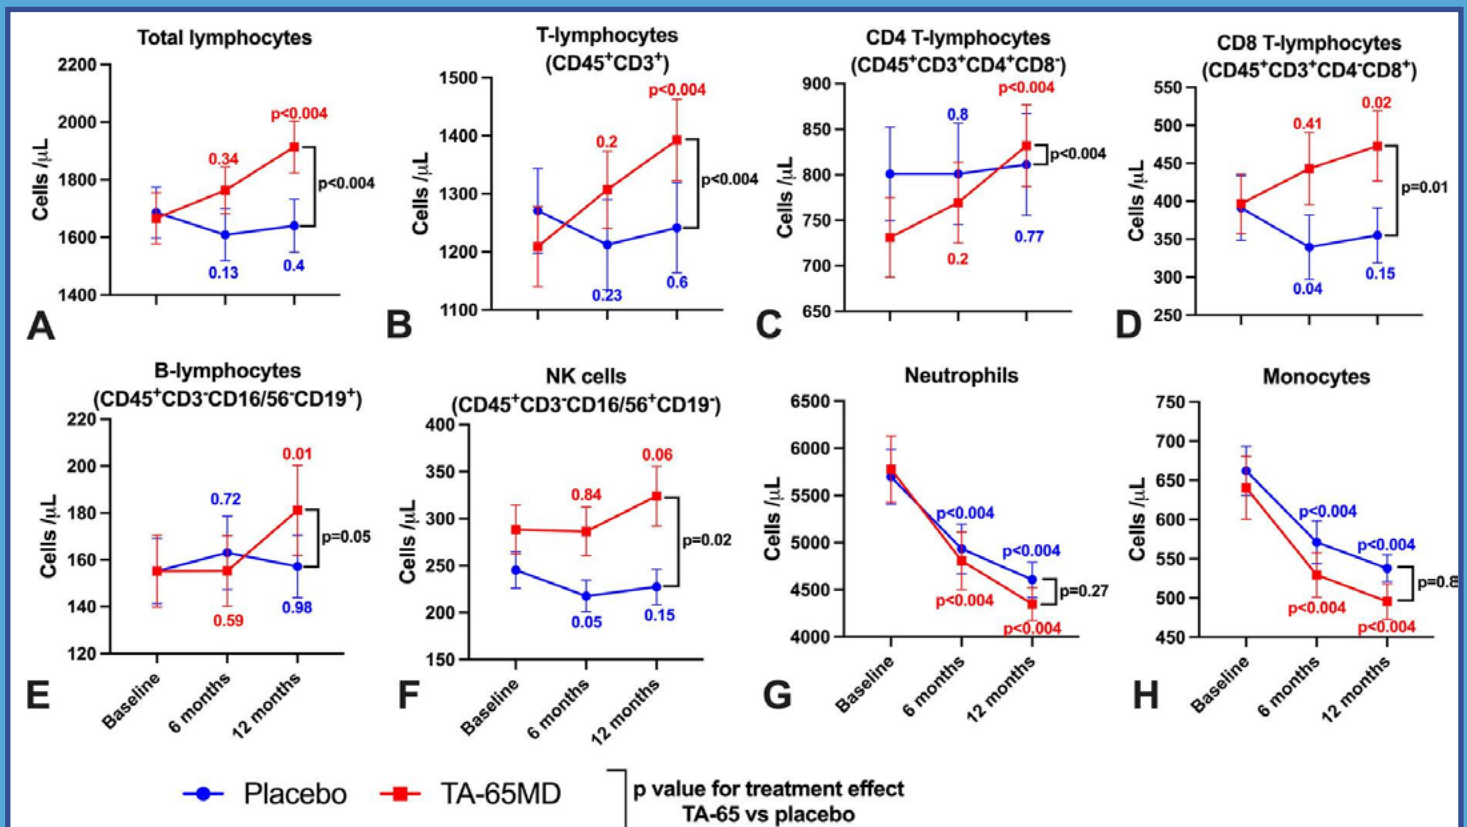 Total lymphocytes
2200
2000
1800
1600
1400
Cells /μL
p<0.004
0.34
0.13
0.4
p<0.004
A
T-lymphocytes
(CD45+CD3+)
1500
1400
1300
1200
1100
Cells /μL
p<0.004
0.2
0.23
0.6
p<0.004
B
CD4 T-lymphocytes
(CD45+CD3+CD4+CD8-)
900
850
800
750
700
650
Cells /μL
p<0.004
0.8
0.2
0.77
p<0.004
C
CD8 T-lymphocytes
(CD45+CD3+CD4-CD8+)
550
500
450
400
350
300
250
Cells /μL
0.02
0.41
0.04
0.15
p=0.01
D
B-lymphocytes
(CD45+CD3-CD16/56-CD19+)
220
200
180
160
140
120
Cells /μL
0.01
0.72
0.59
0.98
p=0.05
Baseline
6 months
12 months
E
NK cells
(CD45+CD3-CD16/56+CD19-)
400
350
300
250
200
150
Cells /μL
0.06
0.84
0.05
0.15
p=0.02
Baseline
6 months
12 months
F
Neutrophils
6500
6000
5500
5000
4500
4000
Cells /μL
p<0.004
p<0.004
p<0.004
p<0.004
p=0.27
Baseline
6 months
12 months
G
Monocytes
750
700
650
600
550
500
450
Cells /μL
p<0.004
p<0.004
p<0.004
p<0.004
Baseline
6 months
12 months
H
Placebo
TA-65MD
p value for treatment effect
TA-65 vs placebo